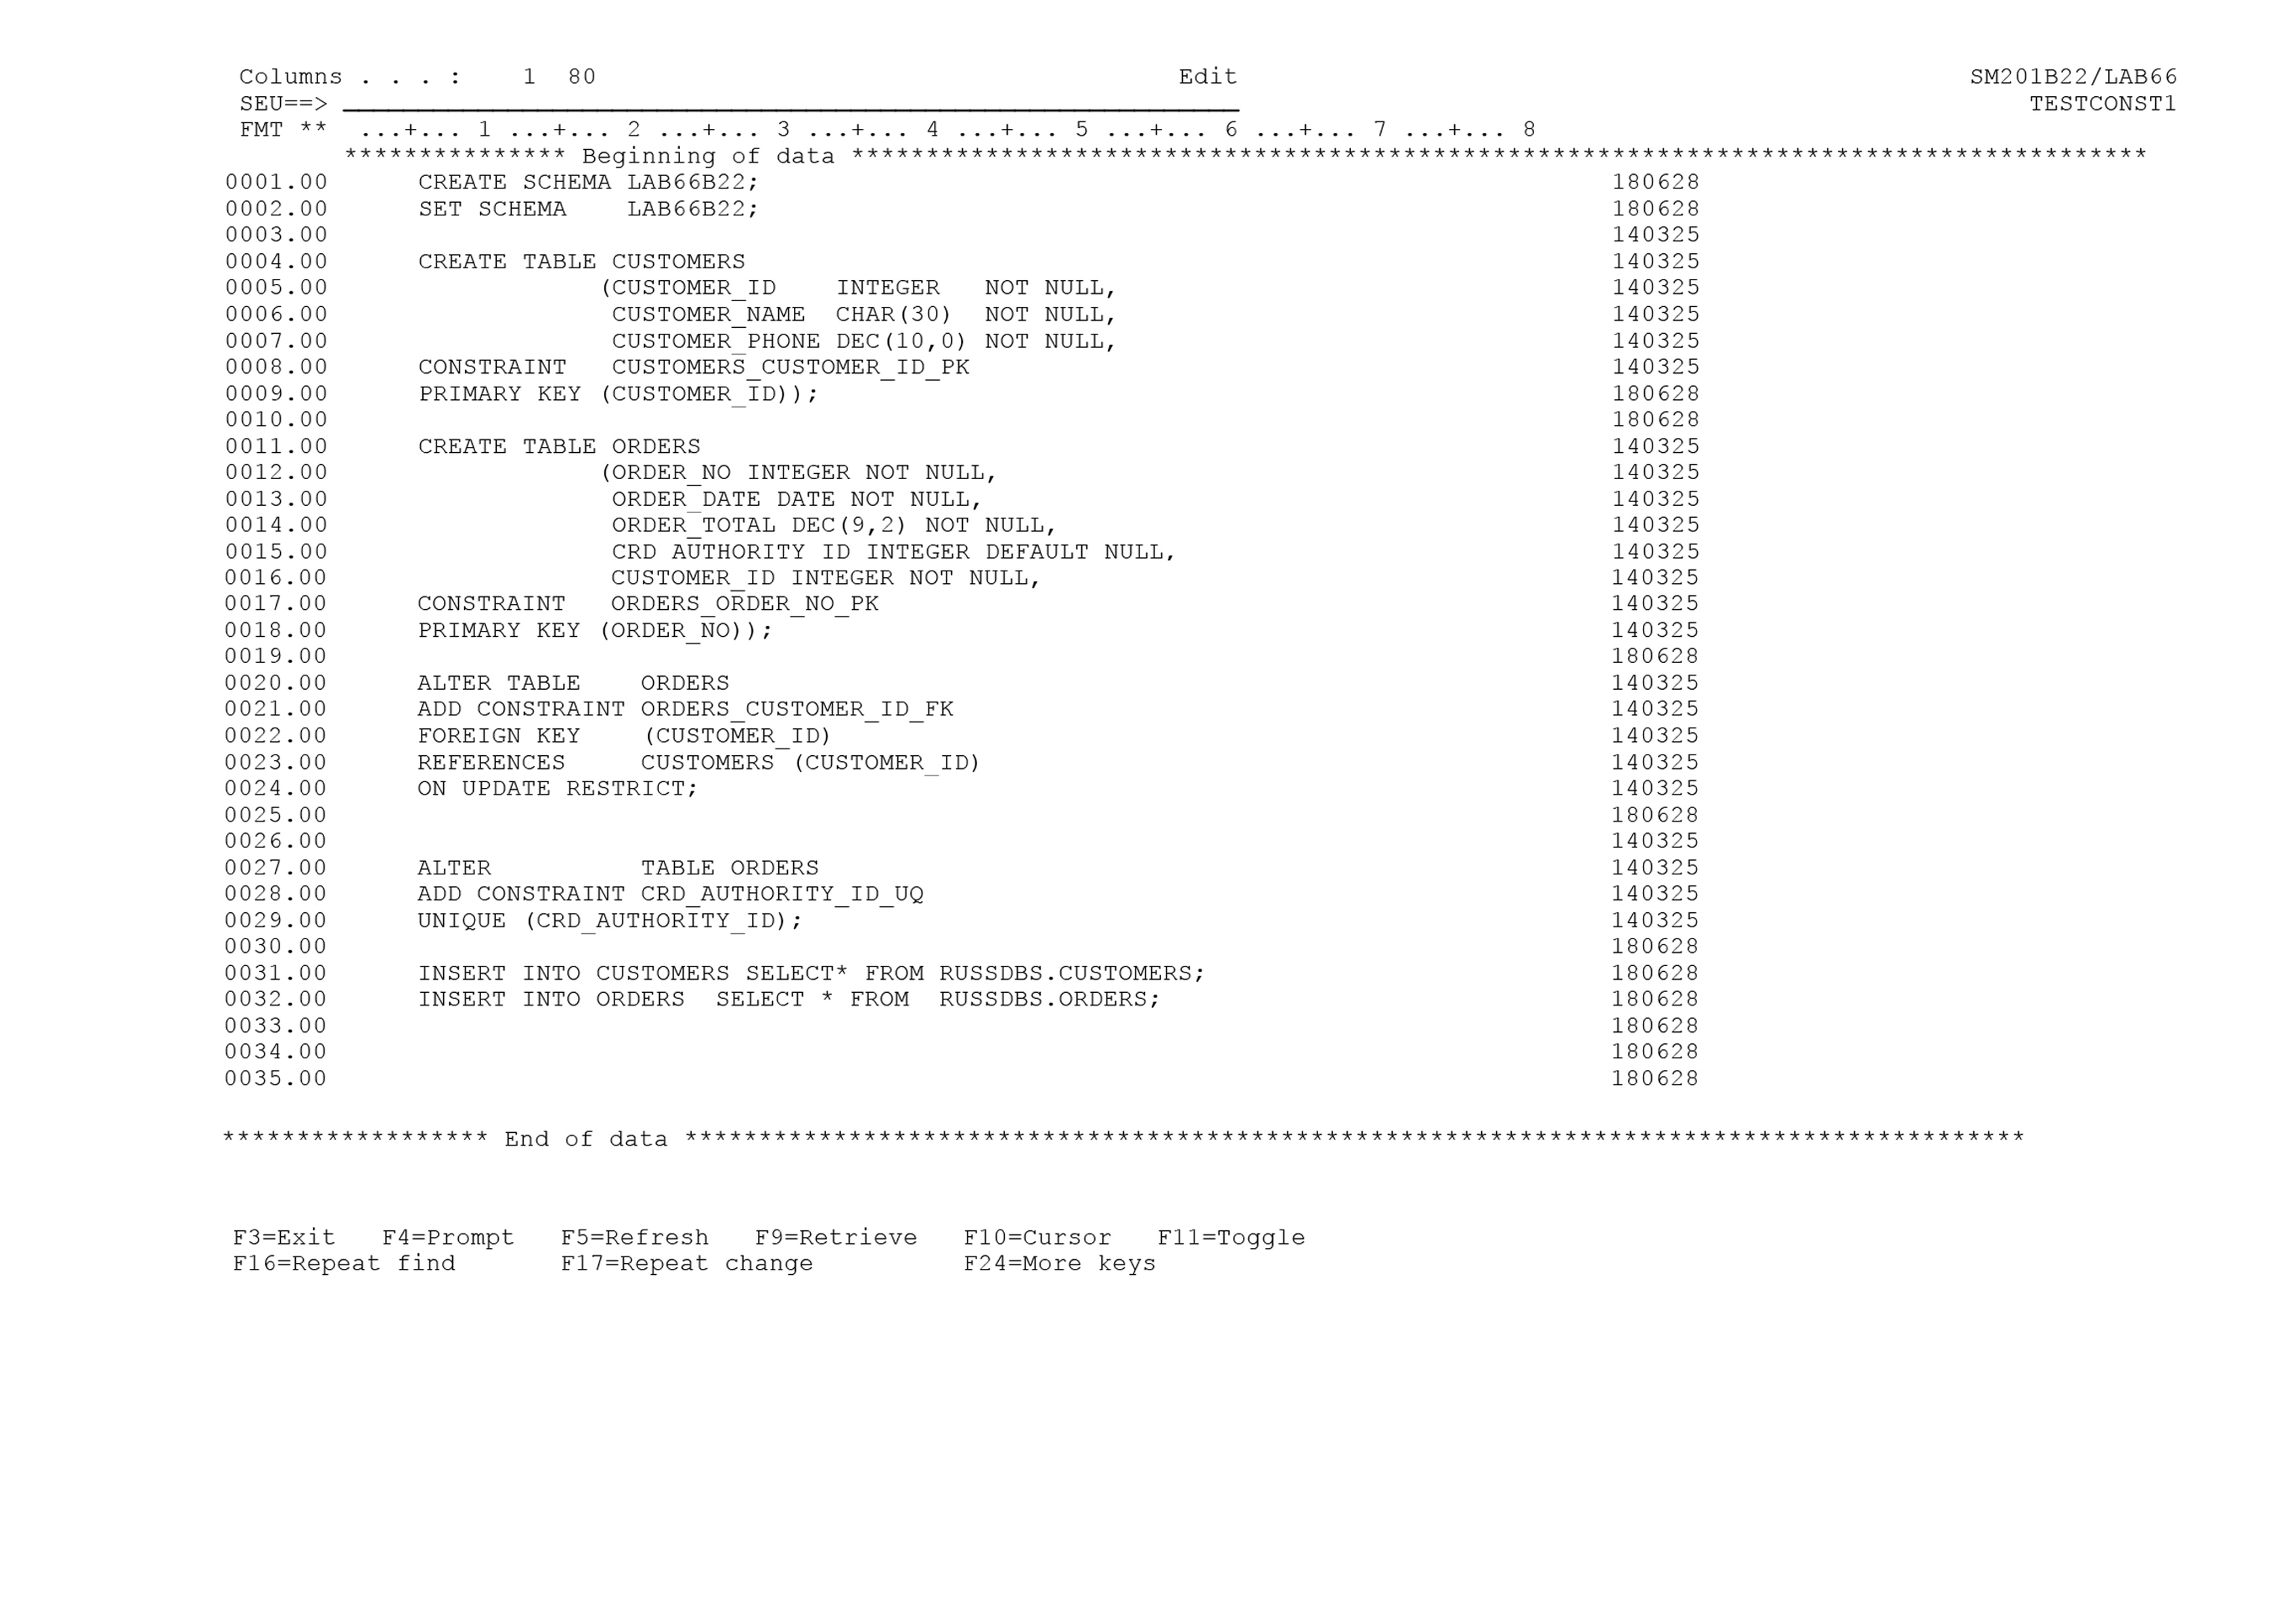 Columns . . . :    1  80                                       Edit                                                 SM201B22/LAB66
SEU==> ____________________________________________________________                                                     TESTCONST1
FMT **  ...+... 1 ...+... 2 ...+... 3 ...+... 4 ...+... 5 ...+... 6 ...+... 7 ...+... 8
*************** Beginning of data ***************************************************************************************
0001.00      CREATE SCHEMA LAB66B22;                                                         180628
0002.00      SET SCHEMA    LAB66B22;                                                         180628
0003.00                                                                                      140325
0004.00      CREATE TABLE CUSTOMERS                                                          140325
0005.00                  (CUSTOMER_ID    INTEGER   NOT NULL,                                 140325
0006.00                   CUSTOMER_NAME  CHAR(30)  NOT NULL,                                 140325
0007.00                   CUSTOMER_PHONE DEC(10,0) NOT NULL,                                 140325
0008.00      CONSTRAINT   CUSTOMERS_CUSTOMER_ID_PK                                           140325
0009.00      PRIMARY KEY (CUSTOMER_ID));                                                     180628
0010.00                                                                                      180628
0011.00      CREATE TABLE ORDERS                                                             140325
0012.00                  (ORDER_NO INTEGER NOT NULL,                                         140325
0013.00                   ORDER_DATE DATE NOT NULL,                                          140325
0014.00                   ORDER_TOTAL DEC(9,2) NOT NULL,                                     140325
0015.00                   CRD AUTHORITY ID INTEGER DEFAULT NULL,                             140325
0016.00                   CUSTOMER_ID INTEGER NOT NULL,                                      140325
0017.00      CONSTRAINT   ORDERS_ORDER_NO_PK                                                 140325
0018.00      PRIMARY KEY (ORDER_NO));                                                        140325
0019.00                                                                                      180628
0020.00      ALTER TABLE    ORDERS                                                           140325
0021.00      ADD CONSTRAINT ORDERS_CUSTOMER_ID_FK                                            140325
0022.00      FOREIGN KEY    (CUSTOMER_ID)                                                    140325
0023.00      REFERENCES     CUSTOMERS (CUSTOMER_ID)                                          140325
0024.00      ON UPDATE RESTRICT;                                                             140325
0025.00                                                                                      180628
0026.00                                                                                      140325
0027.00      ALTER          TABLE ORDERS                                                     140325
0028.00      ADD CONSTRAINT CRD_AUTHORITY_ID_UQ                                              140325
0029.00      UNIQUE (CRD_AUTHORITY_ID);                                                      140325
0030.00                                                                                      180628
0031.00      INSERT INTO CUSTOMERS SELECT* FROM RUSSDBS.CUSTOMERS;                           180628
0032.00      INSERT INTO ORDERS  SELECT * FROM  RUSSDBS.ORDERS;                              180628
0033.00                                                                                      180628
0034.00                                                                                      180628
0035.00                                                                                      180628
****************** End of data ******************************************************************************************
F3=Exit   F4=Prompt   F5=Refresh   F9=Retrieve   F10=Cursor   F11=Toggle
F16=Repeat find       F17=Repeat change          F24=More keys